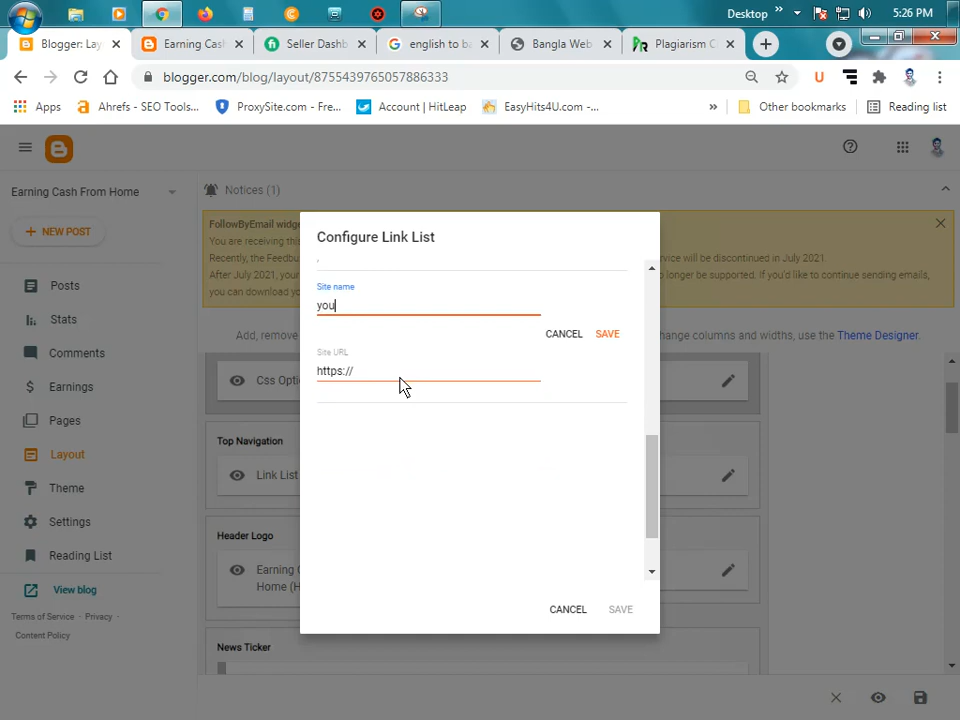 Desktop
5:26 PM
Blogger: Lay
Earning Cas
Seller Dashb
english to ba
Bangla Web
Plagiarism C
blogger.com/blog/layout/8755439765057886333
Apps
Ahrefs - SEO Tools...
ProxySite.com - Fre...
Account | HitLeap
EasyHits4U.com -...
Other bookmarks
Reading list
Earning Cash From Home
Notices (1)
NEW POST
FollowByEmail widg
You are receiving this
Recently, the Feedbu
vice will be discontinued in July 2021.
After July 2021, your
o longer be supported. If you'd like to continue sending emails,
you can download yo
Add, remove
hange columns and widths, use the Theme Designer.
Posts
Stats
Comments
Earnings
Pages
Layout
Theme
Settings
Reading List
View blog
Terms of Service · Privacy ·
Content Policy
Css Optio
Top Navigation
Link List
Header Logo
Earning C
Home (H
News Ticker
Configure Link List
Site name
you
CANCEL SAVE
Site URL
https://
CANCEL SAVE